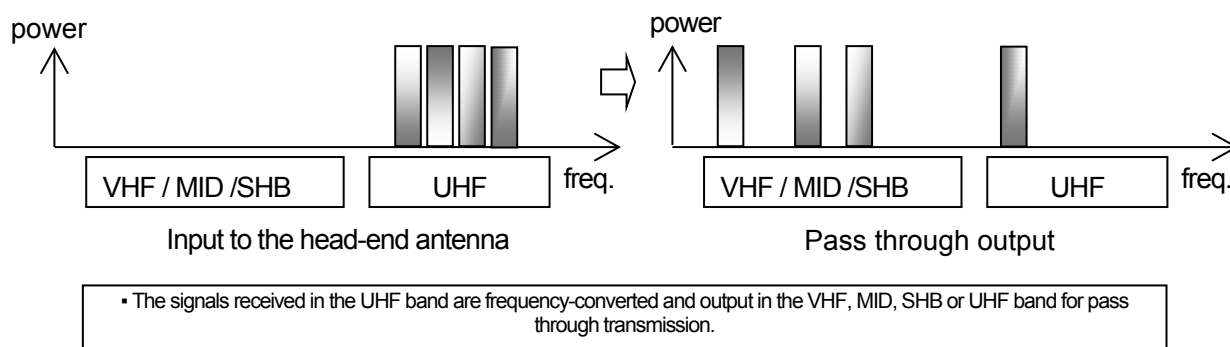 power
power
VHF / MID /SHB
UHF
freq.
VHF / MID /SHB
UHF
freq.
Input to the head-end antenna
Pass through output
▪ The signals received in the UHF band are frequency-converted and output in the VHF, MID, SHB or UHF band for pass
through transmission.